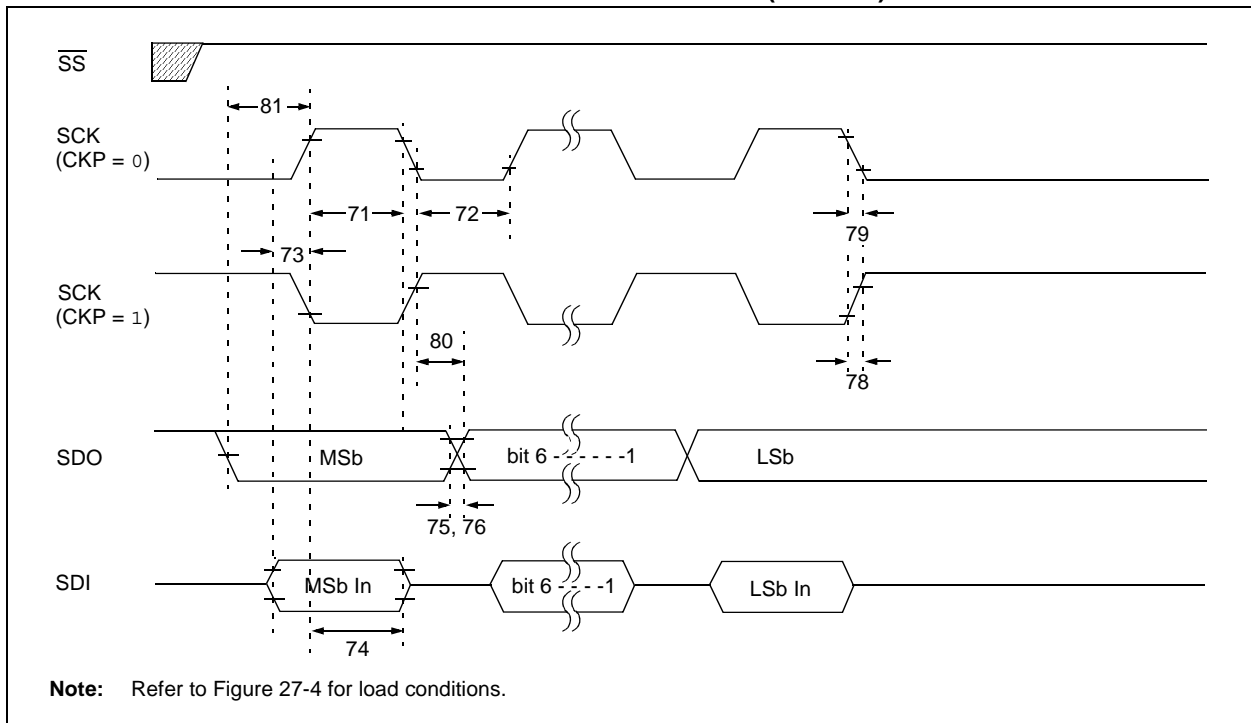 SS
81
SCK
(CKP = 0)
71
72
79
73
SCK
(CKP = 1)
80
78
SDO
MSb
bit 6 - - - - - - -1
LSb
75, 76
SDI
MSb In
bit 6 - - - -1
LSb In
74
Note: Refer to Figure 27-4 for load conditions.